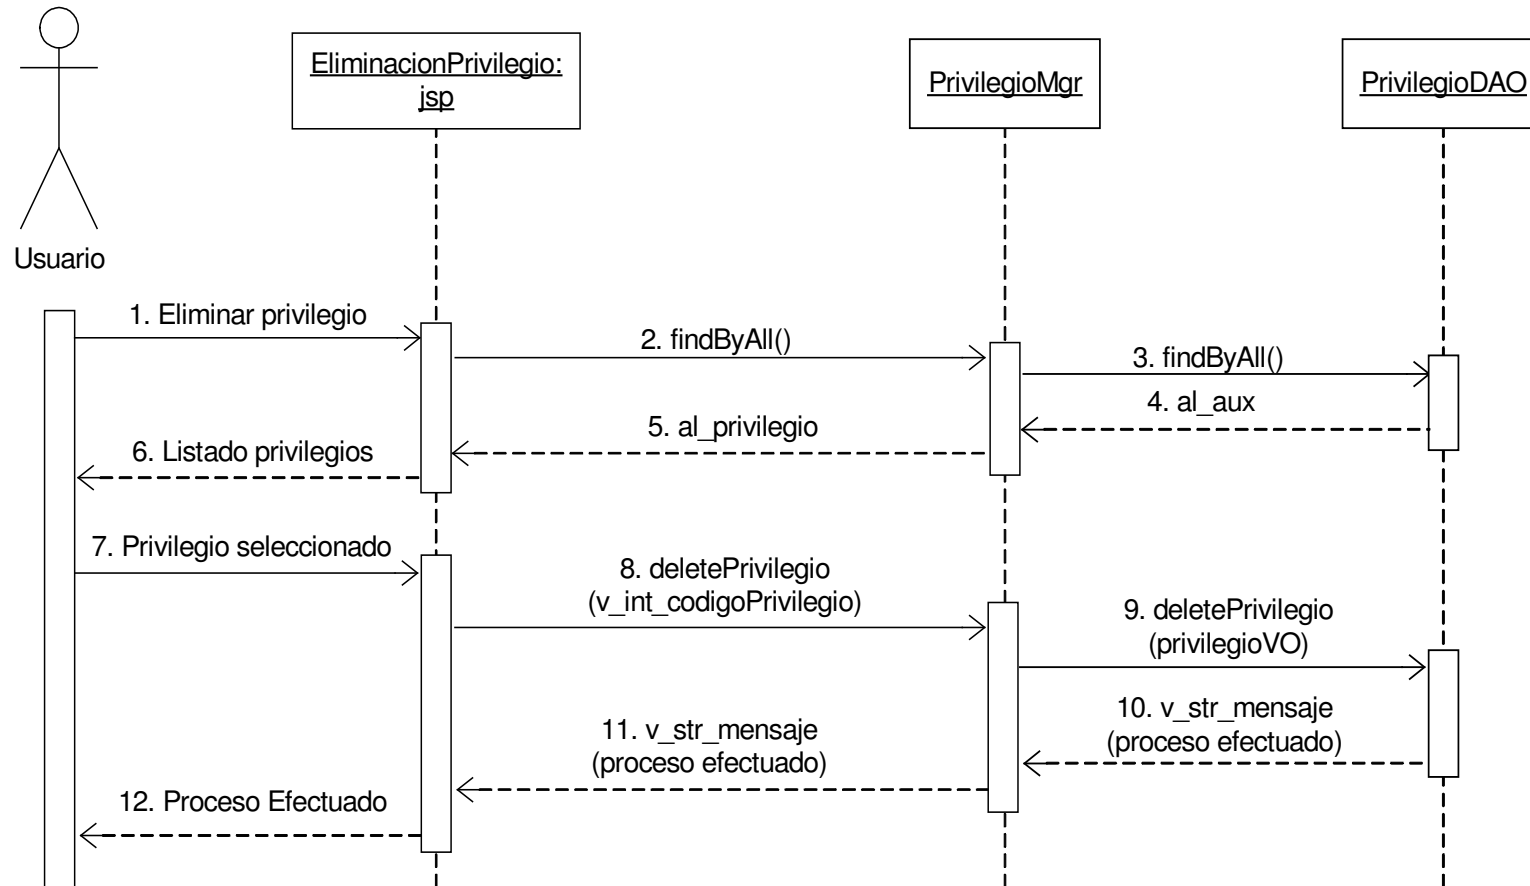 EliminacionPrivilegio:
jsp
PrivilegioMgr
PrivilegioDAO
Usuario
1. Eliminar privilegio
2. findByAll()
3. findByAll()
4. al_aux
5. al_privilegio
6. Listado privilegios
7. Privilegio seleccionado
8. deletePrivilegio
(v_int_codigoPrivilegio)
9. deletePrivilegio
(privilegioVO)
10. v_str_mensaje
(proceso efectuado)
11. v_str_mensaje
(proceso efectuado)
12. Proceso Efectuado